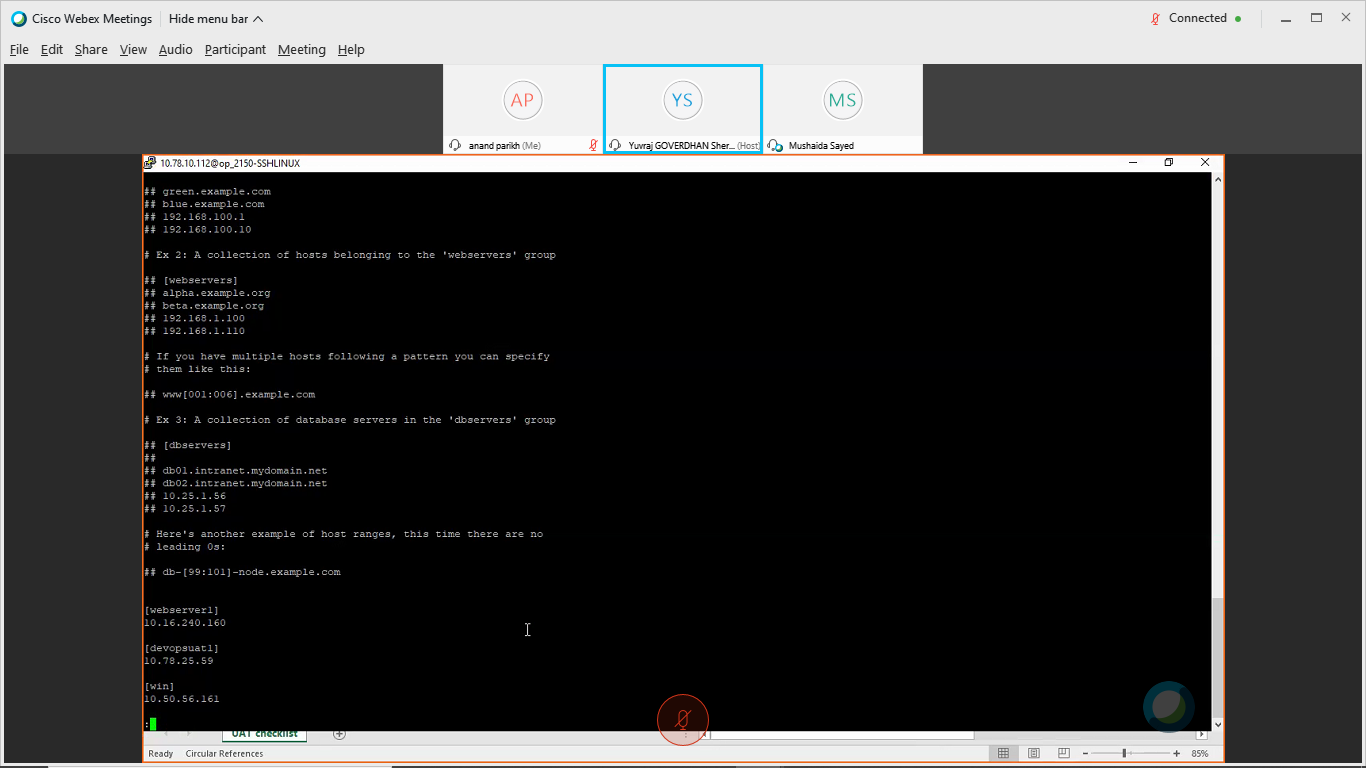 Cisco Webex Meetings Hide menu bar Connected
File Edit Share View Audio Participant Meeting Help
AP YS MS
anand parikh (Me) Yuvraj GOVERDHAN Sher... (Host) Mushaida Sayed
10.78.10.112@op_2150-SSHLINUX
## green.example.com
## blue.example.com
## 192.168.100.1
## 192.168.100.10
# Ex 2: A collection of hosts belonging to the 'webservers' group
## [webservers]
## alpha.example.org
## beta.example.org
## 192.168.1.100
## 192.168.1.110
# If you have multiple hosts following a pattern you can specify
# them like this:
## www[001:006].example.com
# Ex 3: A collection of database servers in the 'dbservers' group
## [dbservers]
##
## db01.intranet.mydomain.net
## db02.intranet.mydomain.net
## 10.25.1.56
## 10.25.1.57
# Here's another example of host ranges, this time there are no
# leading 0s:
## db-[99:101]-node.example.com
[webserver1]
10.16.240.160
[devopsuat1]
10.78.25.59
[win]
10.50.56.161
:
UAT checklist
Ready Circular References 85%